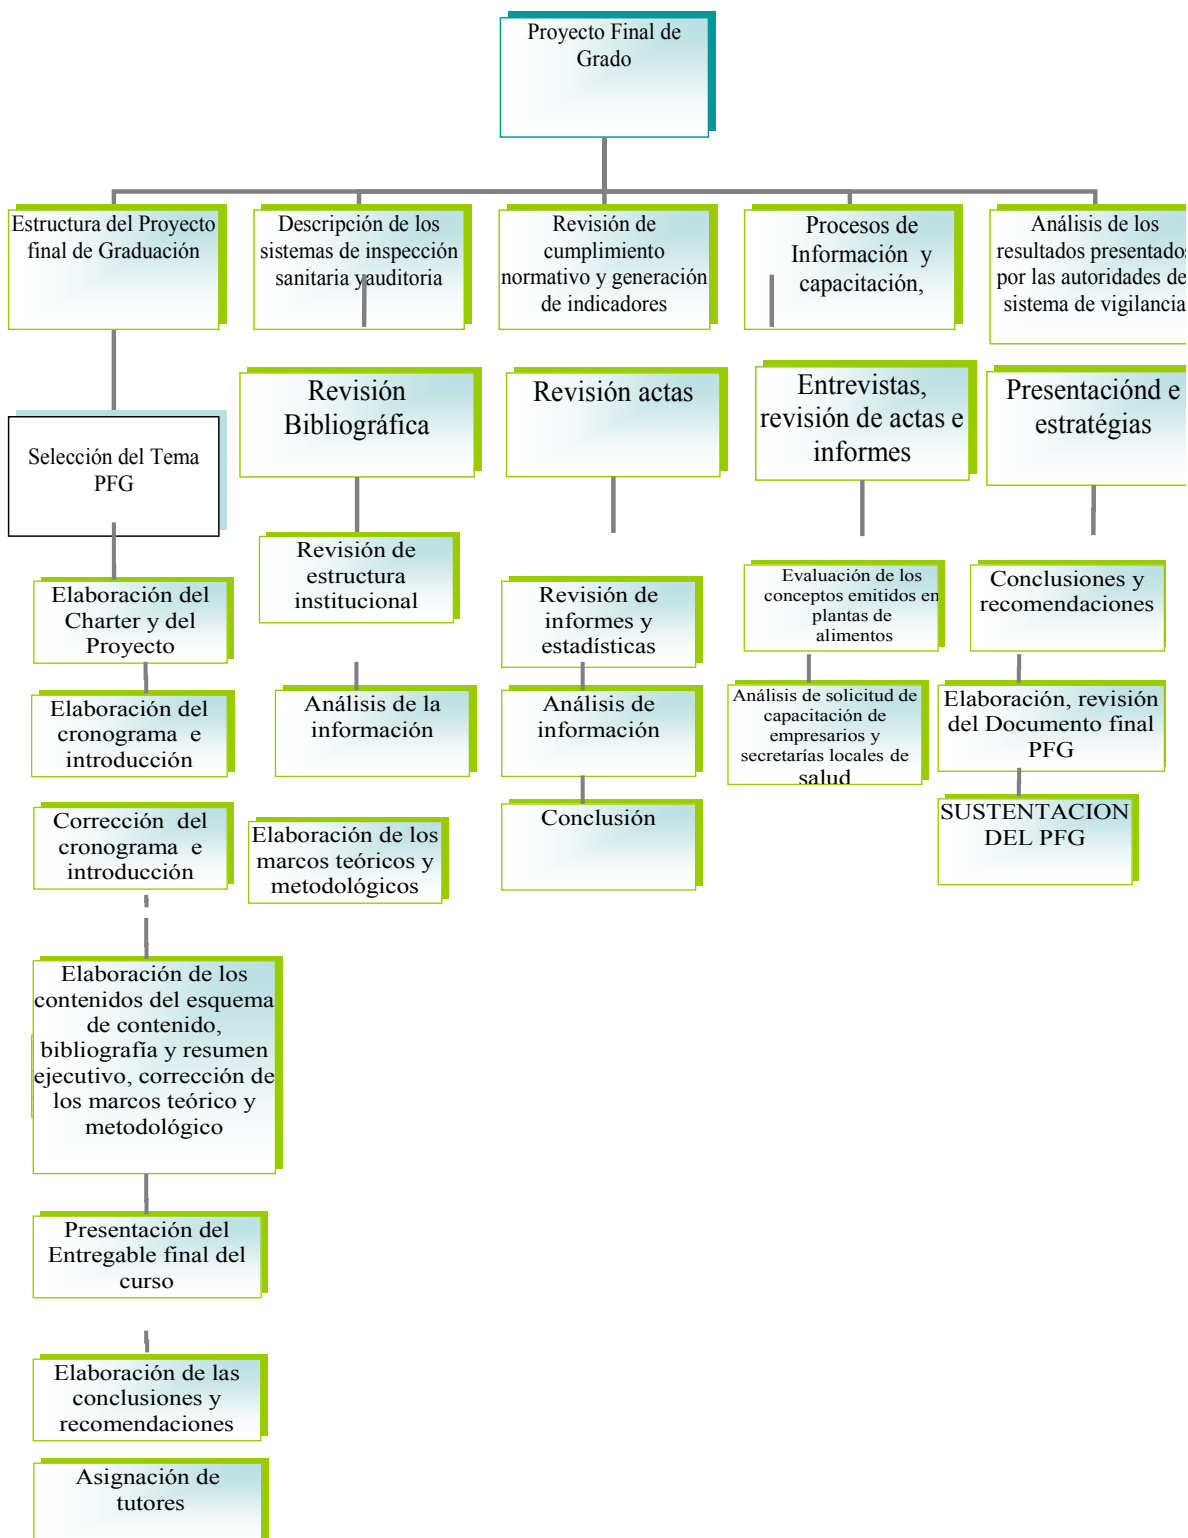 Proyecto Final de
Grado
Estructura del Proyecto
final de Graduación
Descripción de los
sistemas de inspección
sanitaria yauditoria
Revisión de
cumplimiento
normativo y generación
de indicadores
Procesos de
Información y
capacitación,
Análisis de los
resultados presentados
por las autoridades de
sistema de vigilancia
Selección del Tema
PFG
Elaboración del
Charter y del
Proyecto
Elaboración del
cronograma e
introducción
Corrección del
cronograma e
introducción
Elaboración de los
contenidos del esquema
de contenido,
bibliografía y resumen
ejecutivo, corrección de
los marcos teórico y
metodológico
Presentación del
Entregable final del
curso
Elaboración de las
conclusiones y
recomendaciones
Asignación de
tutores
Revisión
Bibliográfica
Revisión de
estructura
institucional
Análisis de la
información
Elaboración de los
marcos teóricos y
metodológicos
Revisión actas
Revisión de
informes y
estadísticas
Análisis de
información
Conclusión
Entrevistas,
revisión de actas e
informes
Evaluación de los
conceptos emitidos en
plantas de
alimentos
Análisis de solicitud de
capacitación de
empresarios y
secretarías locales de
salud
Presentaciónd e
estratégias
Conclusiones y
recomendaciones
Elaboración, revisión
del Documento final
PFG
SUSTENTACION
DEL PFG